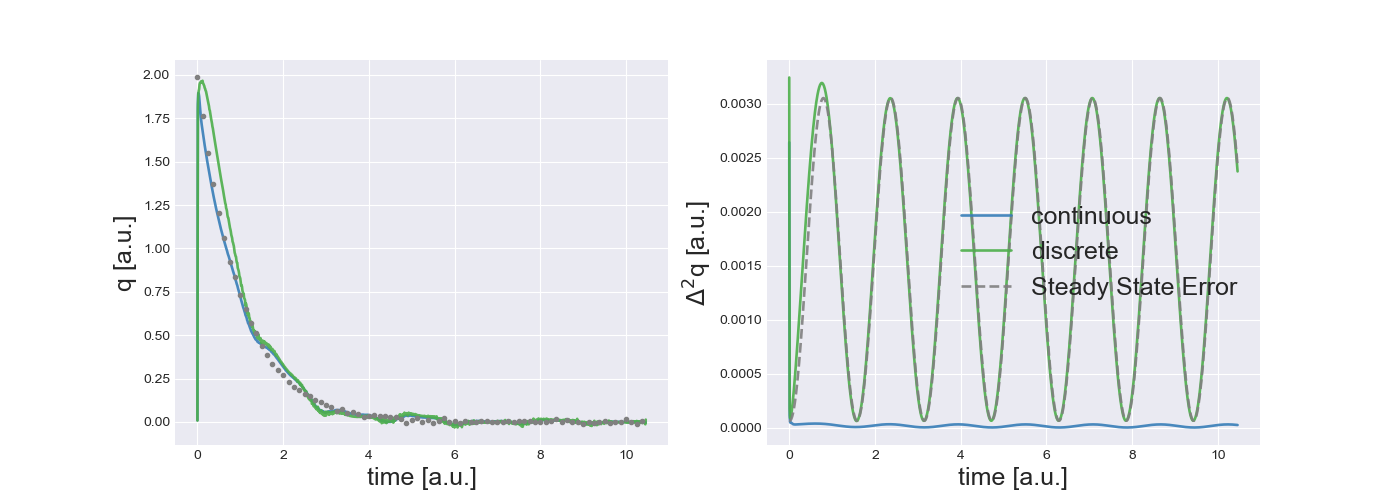 2.00
1.75
1.50
1.25
1.00
0.75
0.50
0.25
0.00
q [a.u.]
0 2 4 6 8 10
time [a.u.]
0.0030
0.0025
0.0020
0.0015
0.0010
0.0005
0.0000
Δ²q [a.u.]
continuous
discrete
Steady State Error
0 2 4 6 8 10
time [a.u.]